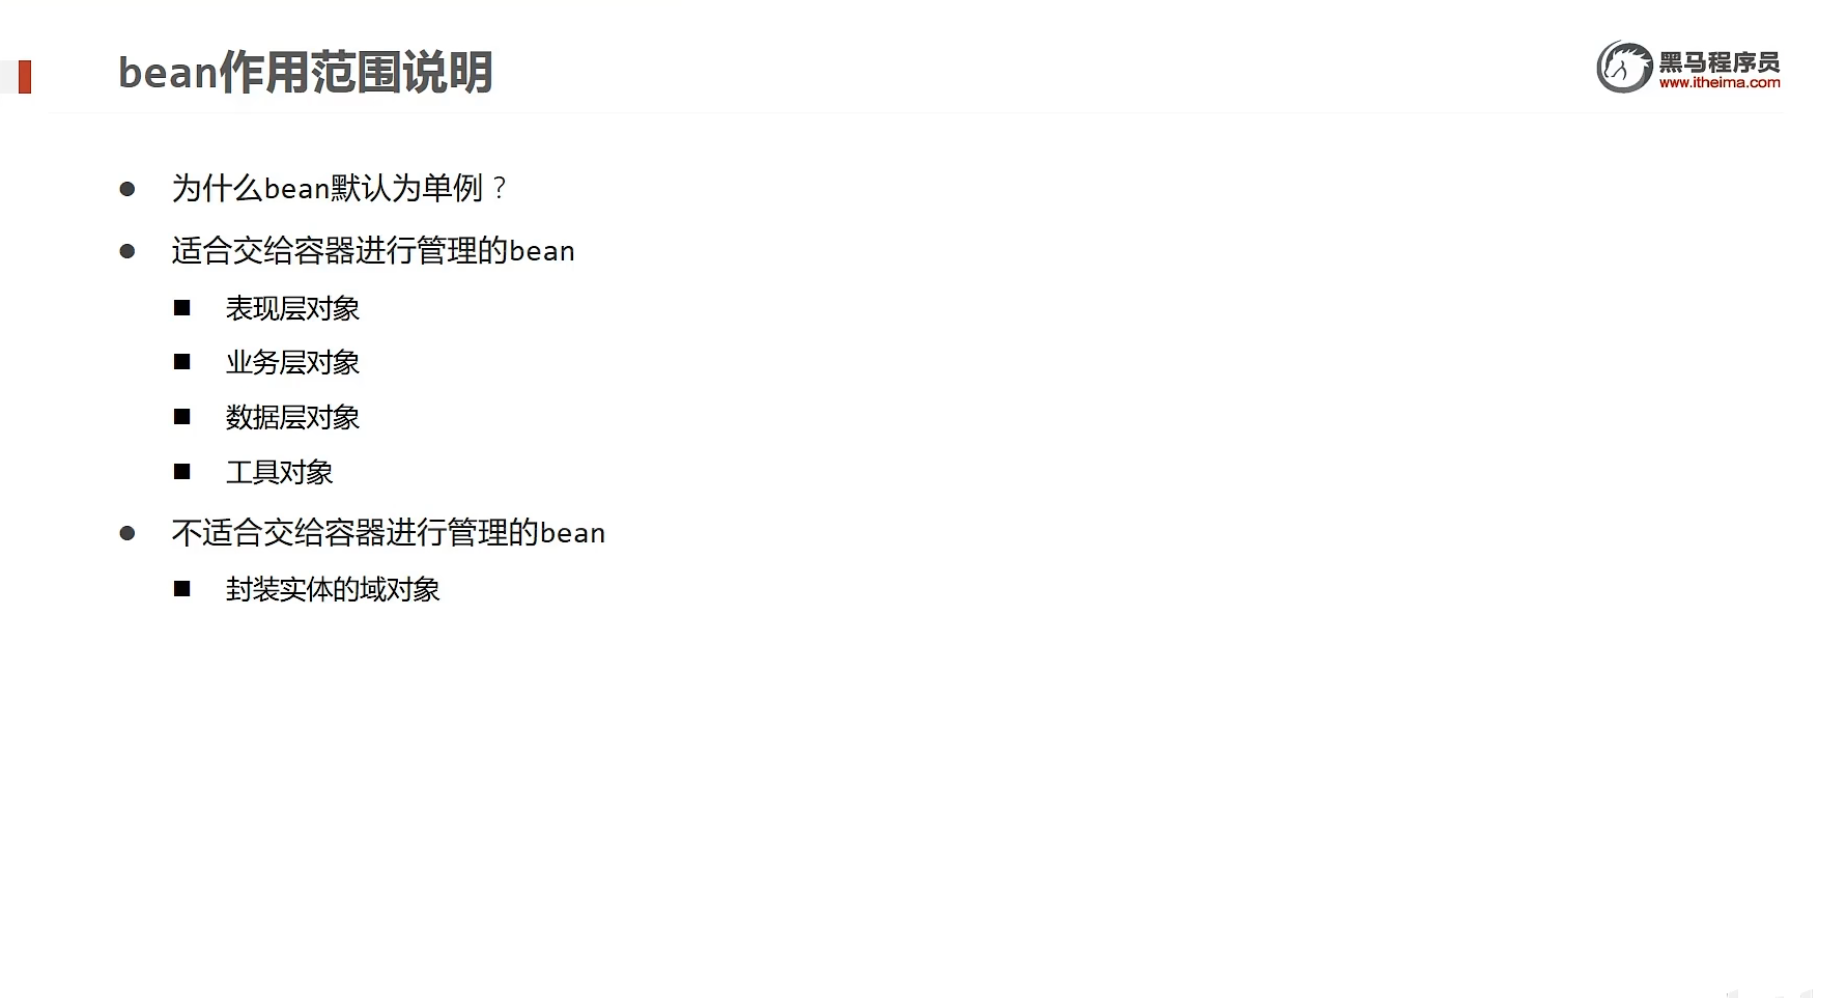 bean作用范围说明
黑马程序员
www.itheima.com
为什么bean默认为单例？
适合交给容器进行管理的bean
表现层对象
业务层对象
数据层对象
工具对象
不适合交给容器进行管理的bean
封装实体的域对象